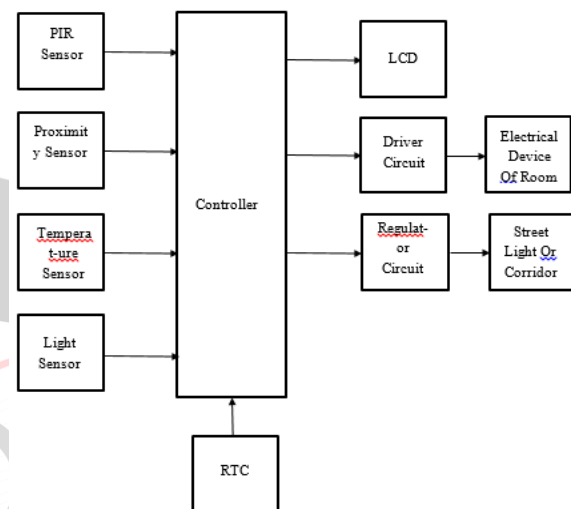 PIR
Sensor
Proximit
y Sensor
Tempera
t-ure
Sensor
Light
Sensor
Controller
RTC
LCD
Driver
Circuit
Electrical
Device
Of Room
Regulat-
or
Circuit
Street
Light Or
Corridor